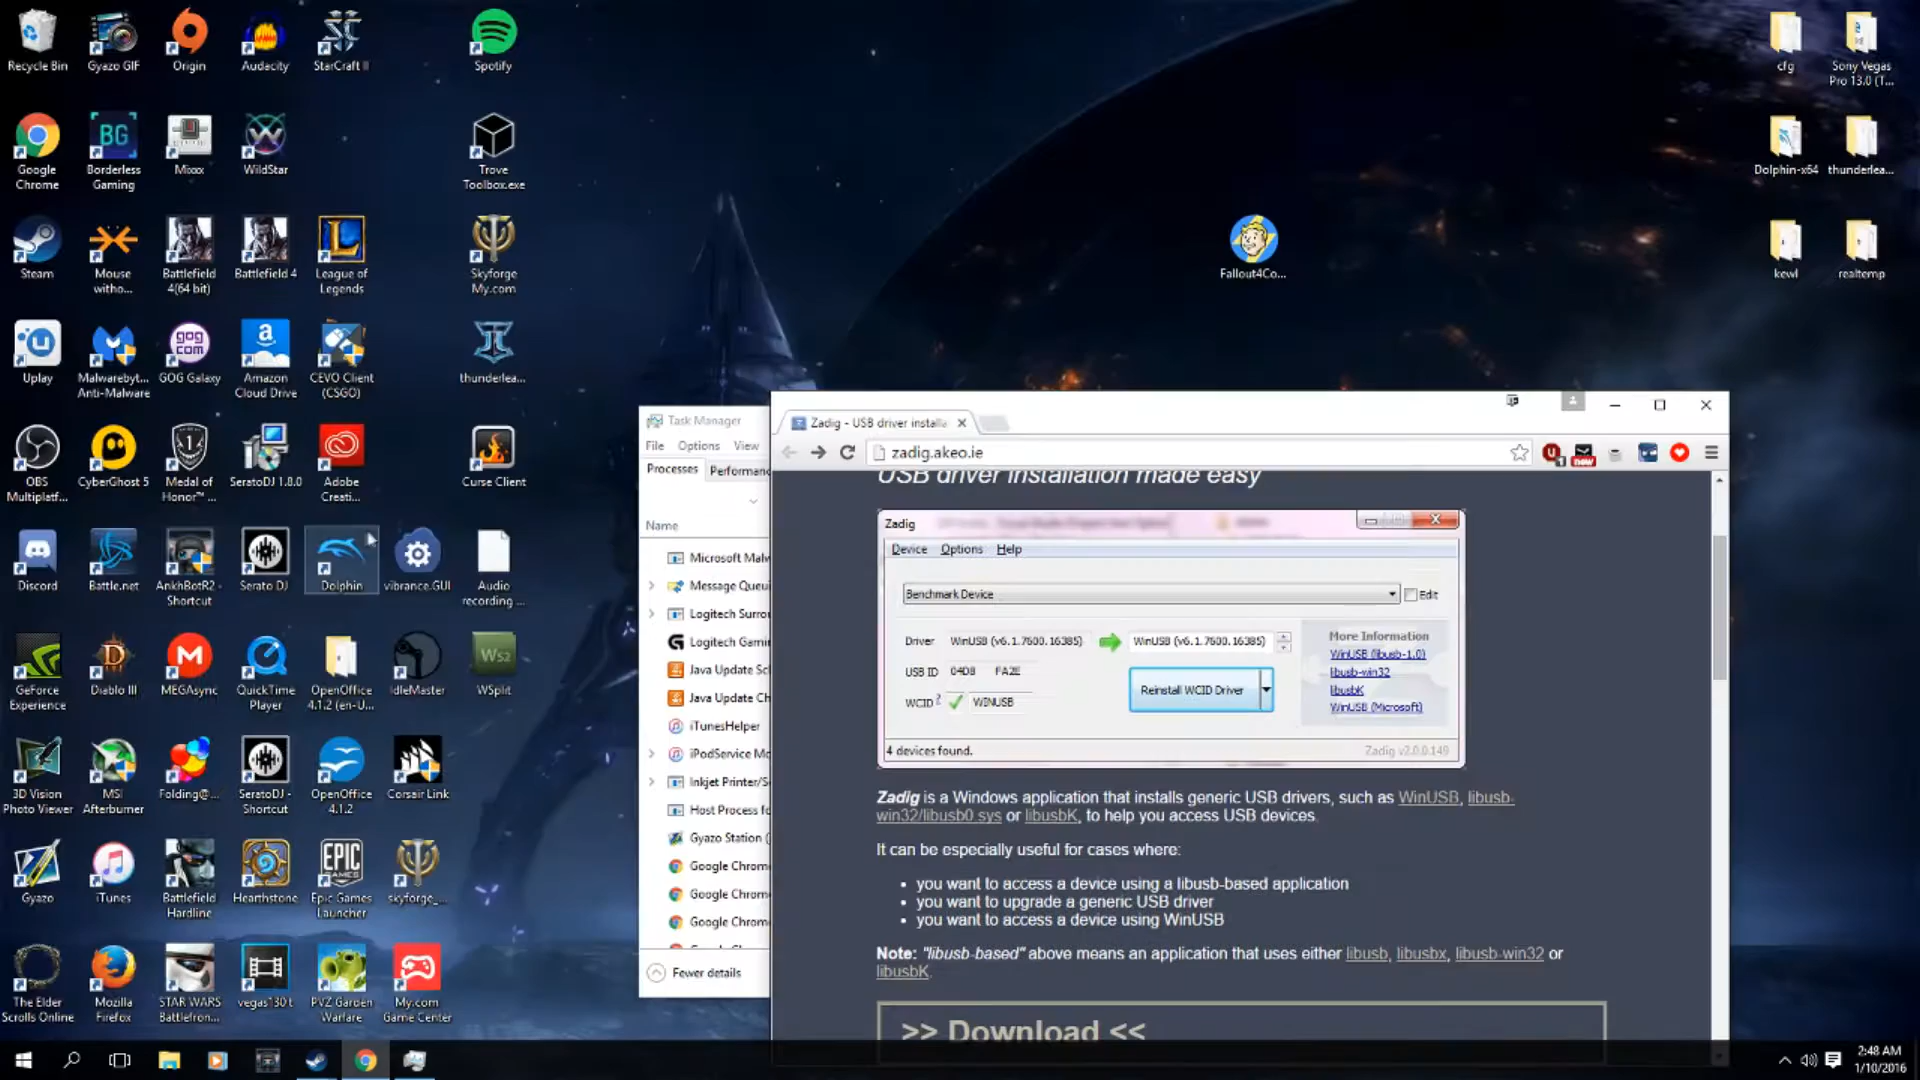 Recycle Bin
Gyazo GIF
Origin
Audacity
StarCraft II
Spotify
cfg
Sony Vegas
Pro 13.0 (T...
Google
Chrome
Borderless
Gaming
Mixxx
WildStar
Trove
Toolbox.exe
Dolphin-x64
thunderlea...
Steam
Mouse
witho...
Battlefield
4(64 bit)
Battlefield 4
League of
Legends
Skyforge
My.com
Fallout4Co...
kewl
realtemp
Uplay
Malwarebyt...
Anti-Malware
GOG Galaxy
Amazon
Cloud Drive
CEVO Client
(CSGO)
thunderlea...
OBS
Multiplatf...
CyberGhost 5
Medal of
Honor™ ...
SeratoDJ 1.8.0
Adobe
Creati...
Curse Client
Discord
Battle.net
AnkhBotR2 -
Shortcut
Serato DJ
Dolphin
vibrance.GUI
Audio
recording ...
GeForce
Experience
Diablo III
MEGAsync
QuickTime
Player
OpenOffice
4.1.2 (en-U...
IdleMaster
WSplit
3D Vision
Photo Viewer
MSI
Afterburner
Folding@...
SeratoDJ -
Shortcut
OpenOffice
4.1.2
Corsair Link
Gyazo
iTunes
Battlefield
Hardline
Hearthstone
Epic Games
Launcher
skyforge_...
The Elder
Scrolls Online
Mozilla
Firefox
STAR WARS
Battlefron...
vegas130.t
PVZ Garden
Warfare
My.com
Game Center
Task Manager
File Options View
Processes Performanc
Name
Microsoft Malw
Message Queui
Logitech Surrou
Logitech Gamin
Java Update Sc
Java Update Ch
iTunesHelper
iPodService Mo
Inkjet Printer/S
Host Process fo
Gyazo Station (
Google Chrome
Google Chrome
Google Chrome
Fewer details
Zadig - USB driver installa
zadig.akeo.ie
USB driver installation made easy
Zadig
Device Options Help
Benchmark Device
Edit
Driver WinUSB (v6.1.7600.16385) WinUSB (v6.1.7600.16385)
USB ID 04D8 FA2E
WCID? WINUSB
Reinstall WCID Driver
More Information
WinUSB (libusb-1.0)
libusb-win32
libusbK
WinUSB (Microsoft)
4 devices found.
Zadig v2.0.0.149
Zadig is a Windows application that installs generic USB drivers, such as WinUSB, libusb-
win32/libusb0.sys or libusbK, to help you access USB devices.
It can be especially useful for cases where:
• you want to access a device using a libusb-based application
• you want to upgrade a generic USB driver
• you want to access a device using WinUSB
Note: "libusb-based" above means an application that uses either libusb, libusbx, libusb-win32 or
libusbK.
>> Download <<
2:48 AM
1/10/2016